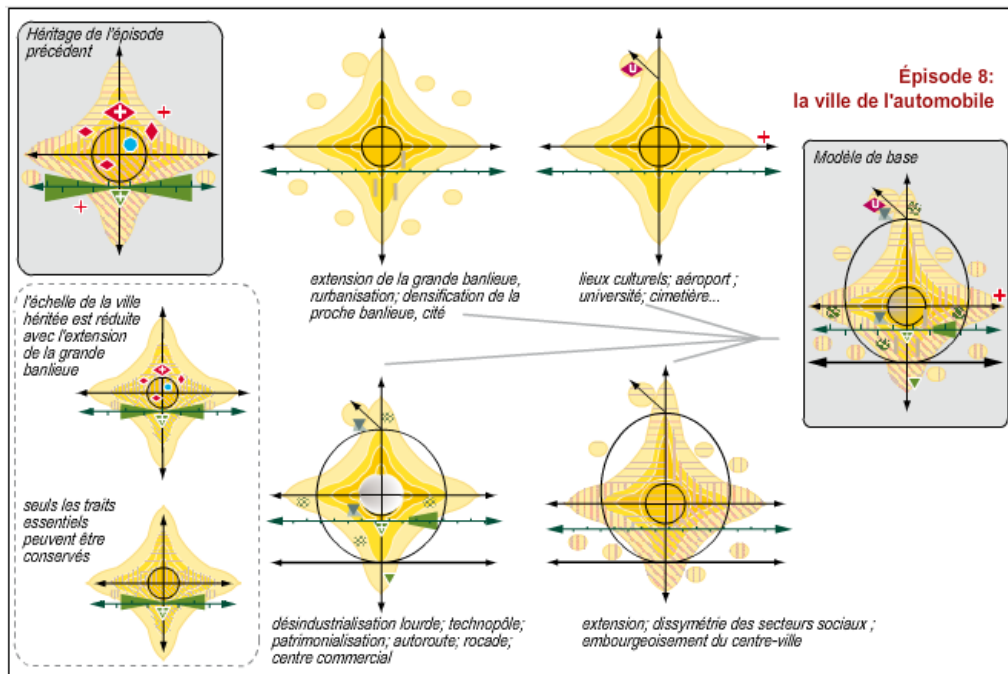 Héritage de l'épisode
précédent
Épisode 8:
la ville de l'automobile
Modèle de base
U
U
extension de la grande banlieue,
rurbanisation; densification de la
proche banlieue, cité
lieux culturels; aéroport ;
université; cimetière...
l'échelle de la ville
héritée est réduite
avec l'extension
de la grande
banlieue
seuls les traits
essentiels
peuvent être
conservés
désindustrialisation lourde; technopôle;
patrimonialisation; autoroute; rocade;
centre commercial
extension; dissymétrie des secteurs sociaux ;
embourgeoisement du centre-ville